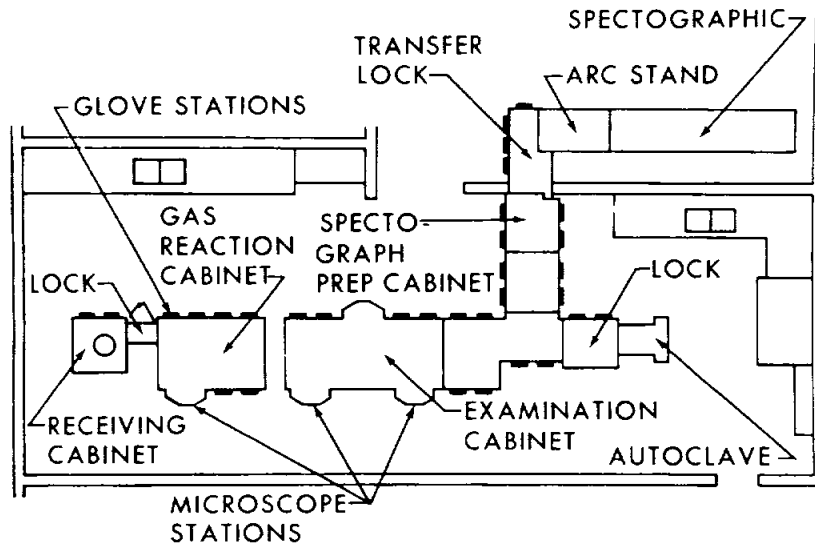 SPECTOGRAPHIC
TRANSFER
LOCK
ARC STAND
GLOVE STATIONS
GAS
REACTION
CABINET
SPECTO-
GRAPH
PREP CABINET
LOCK
LOCK
RECEIVING
CABINET
EXAMINATION
CABINET
AUTOCLAVE
MICROSCOPE
STATIONS